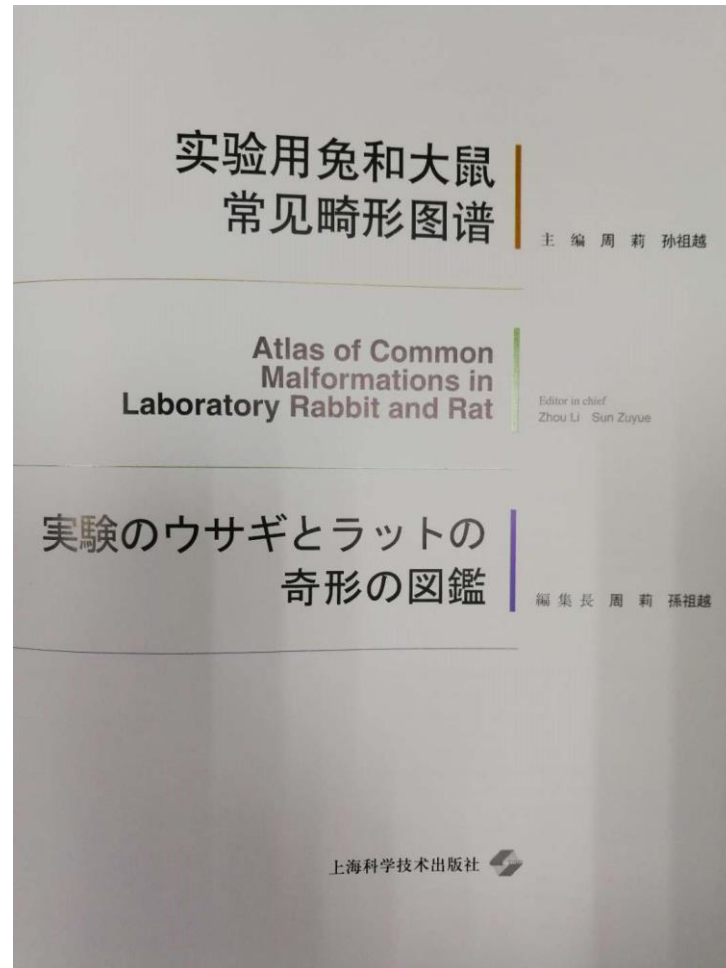 实验用兔和大鼠
常见畸形图谱
主 编 周 莉 孙祖越
Atlas of Common
Malformations in
Laboratory Rabbit and Rat
Editor in chief
Zhou Li Sun Zuyue
実験のウサギとラットの
奇形の図鑑
編集長 周 莉 孫祖越
上海科学技术出版社